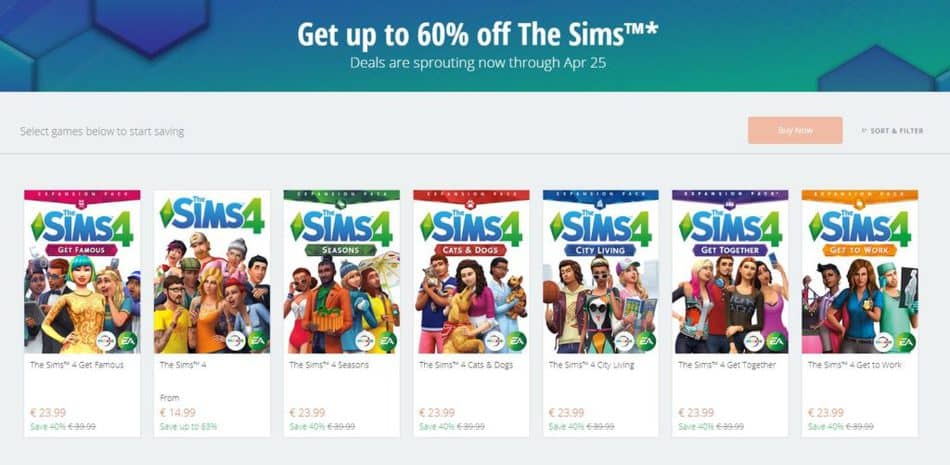 Get up to 60% off The Sims™*
Deals are sprouting now through Apr 25
Select games below to start saving
Buy Now
SORT & FILTER
EXPANSION PACK
The SIMS 4
GET FAMOUS
EA
The Sims™ 4 Get Famous
€ 23.99
Save 40% € 39.99
The SIMS 4
EA
The Sims™ 4
From
€ 14.99
Save up to 63%
EXPANSION PACK
The SIMS 4
SEASONS
EA
The Sims™ 4 Seasons
€ 23.99
Save 40% € 39.99
EXPANSION PACK
The SIMS 4
CATS & DOGS
EA
The Sims™ 4 Cats & Dogs
€ 23.99
Save 40% € 39.99
EXPANSION PACK
The SIMS 4
CITY LIVING
EA
The Sims™ 4 City Living
€ 23.99
Save 40% € 39.99
EXPANSION PACK
The SIMS 4
GET TOGETHER
EA
The Sims™ 4 Get Together
€ 23.99
Save 40% € 39.99
EXPANSION PACK
The SIMS 4
GET TO WORK
EA
The Sims™ 4 Get to Work
€ 23.99
Save 40% € 39.99